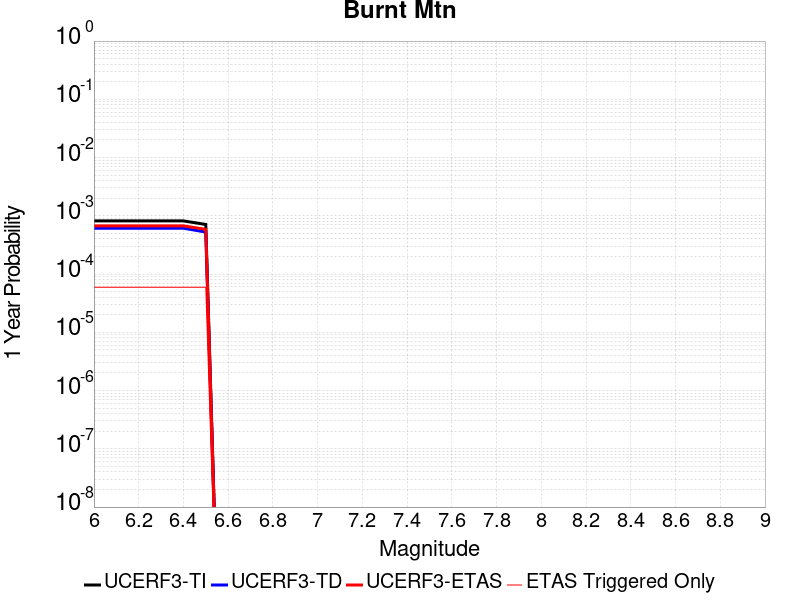 Burnt Mtn
10^0
10^-1
10^-2
10^-3
10^-4
10^-5
10^-6
10^-7
10^-8
1 Year Probability
6 6.2 6.4 6.6 6.8 7 7.2 7.4 7.6 7.8 8 8.2 8.4 8.6 8.8 9
Magnitude
UCERF3-TI UCERF3-TD UCERF3-ETAS ETAS Triggered Only